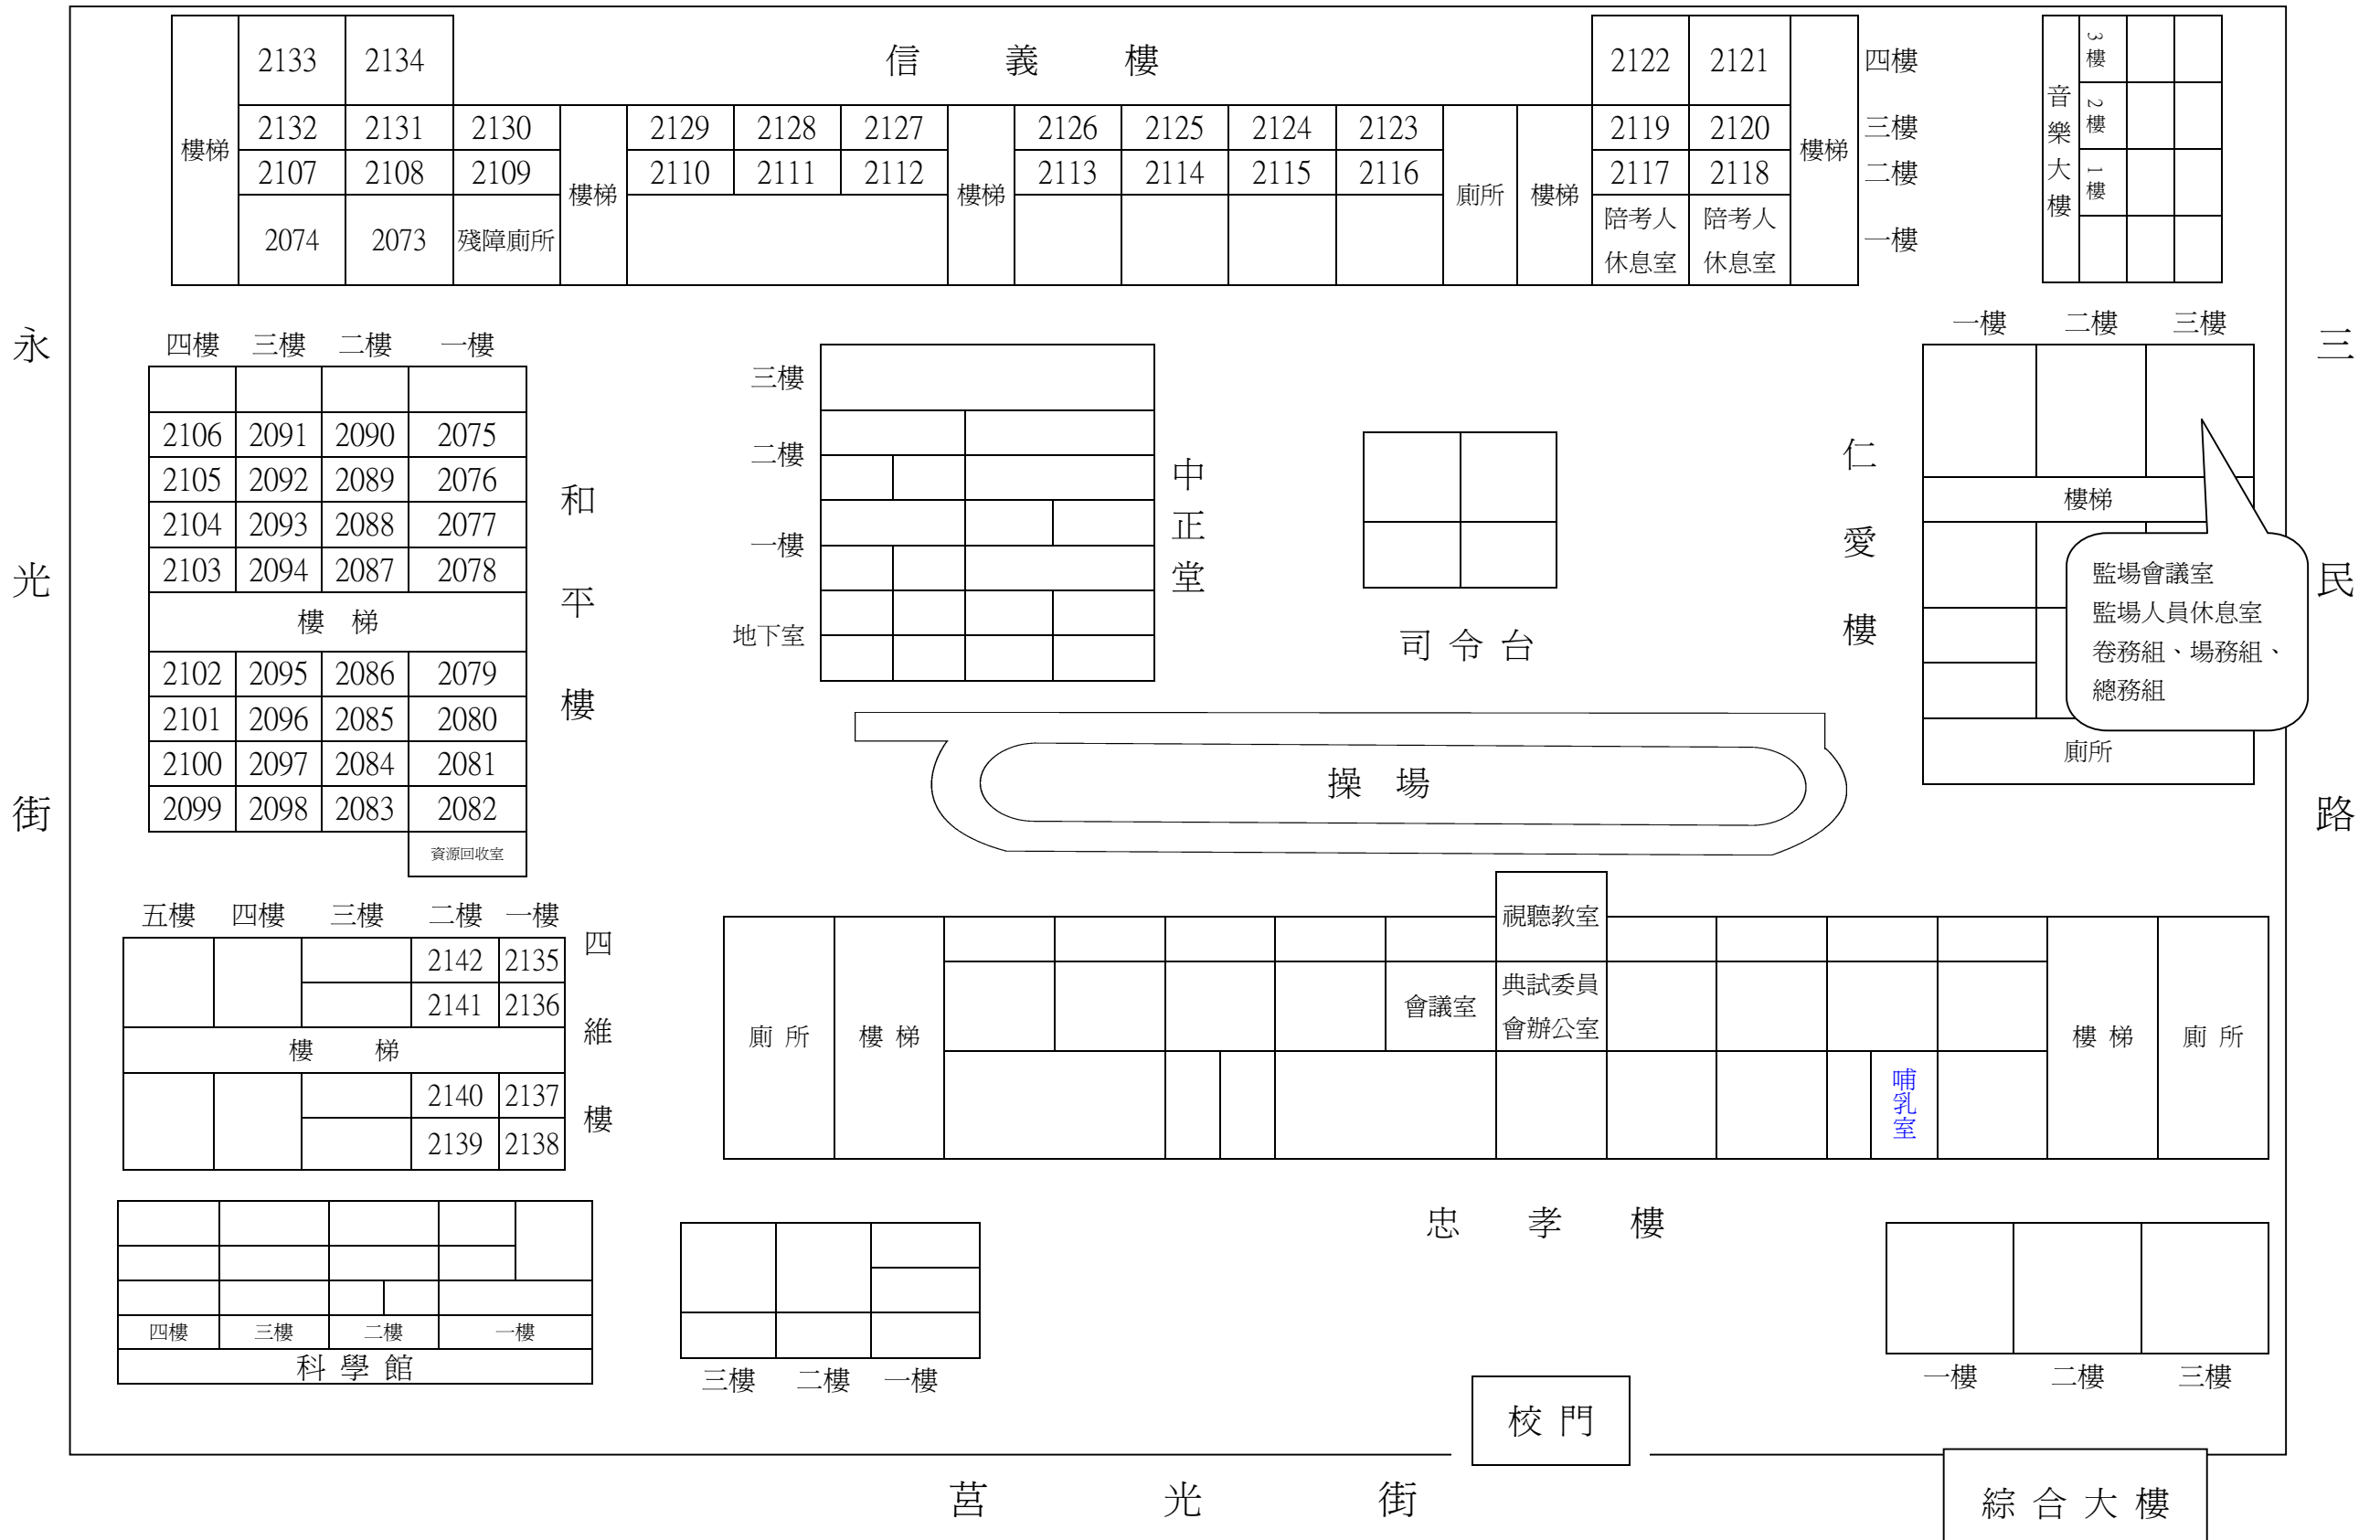 信 義 樓
2133 2134 2122 2121 四樓
2132 2131 2130 2129 2128 2127 2126 2125 2124 2123 2119 2120 三樓
2107 2108 2109 2110 2111 2112 2113 2114 2115 2116 2117 2118 二樓
樓梯 樓梯 樓梯 廁所 樓梯 樓梯
2074 2073 殘障廁所 陪考人 陪考人 一樓
休息室 休息室
音樂大樓
3樓
2樓
1樓
永光街
三民路
四樓 三樓 二樓 一樓
2106 2091 2090 2075
2105 2092 2089 2076
2104 2093 2088 2077
2103 2094 2087 2078
樓 梯
2102 2095 2086 2079
2101 2096 2085 2080
2100 2097 2084 2081
2099 2098 2083 2082
資源回收室
和平樓
三樓
二樓
一樓
地下室
中正堂
司令台
仁愛樓
一樓 二樓 三樓
樓梯
監場會議室
監場人員休息室
卷務組、場務組、
總務組
廁所
操 場
五樓 四樓 三樓 二樓 一樓
2142 2135
2141 2136
樓 梯
2140 2137
2139 2138
四維樓
視聽教室
會議室
典試委員
會辦公室
廁所 樓梯 樓梯 廁所
哺乳室
忠 孝 樓
四樓 三樓 二樓 一樓
科學館
三樓 二樓 一樓
一樓 二樓 三樓
校門
莒 光 街
綜合大樓